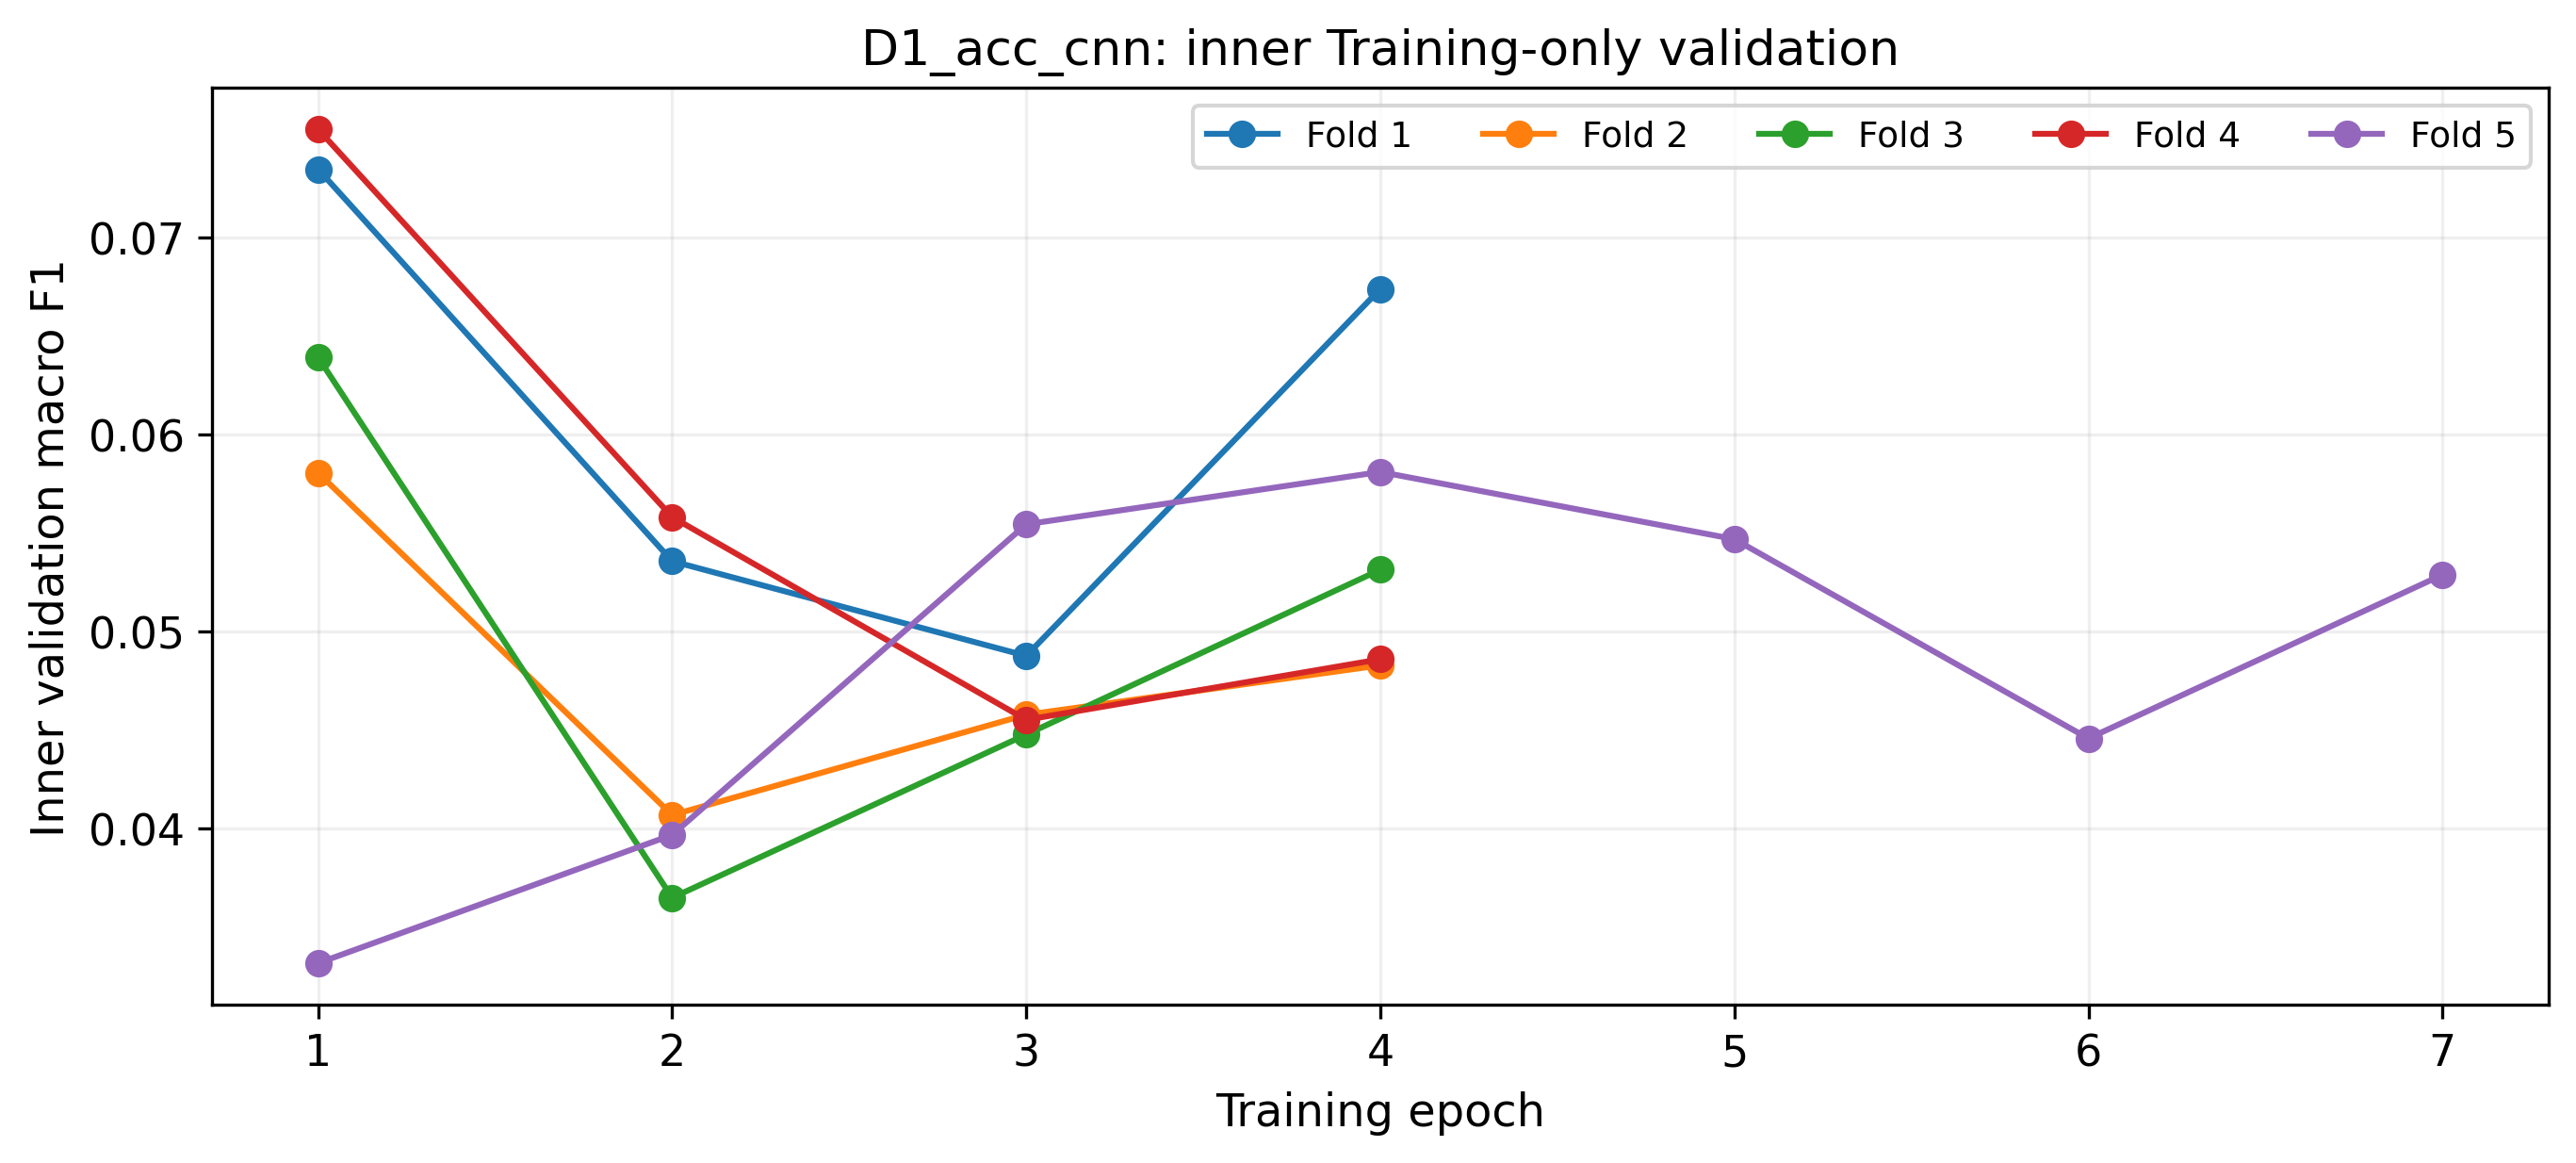 D1_acc_cnn: inner Training-only validation
Fold 1 Fold 2 Fold 3 Fold 4 Fold 5
Inner validation macro F1
0.07
0.06
0.05
0.04
1 2 3 4 5 6 7
Training epoch